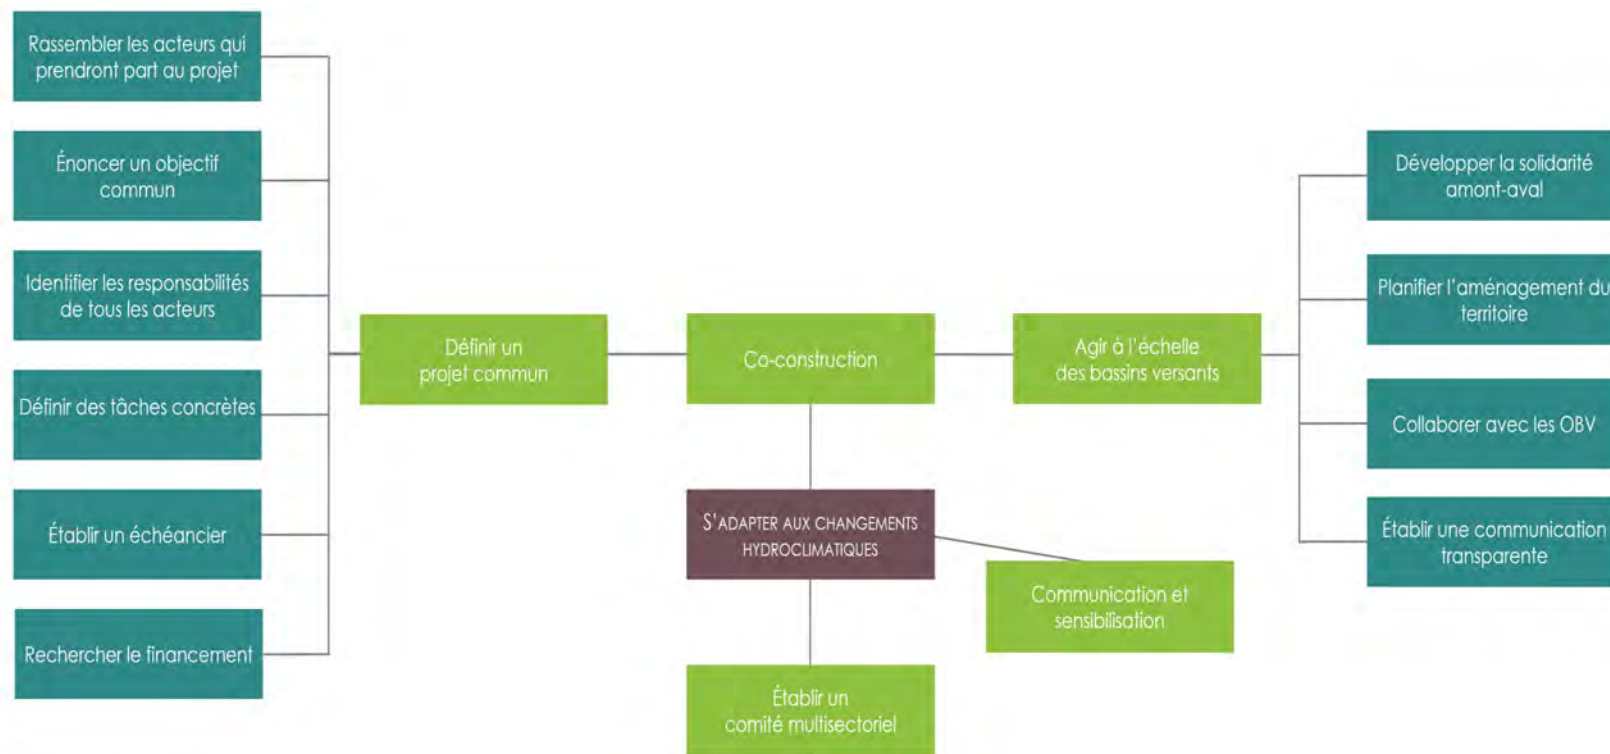 Rassembler les acteurs qui
prendront part au projet
Énoncer un objectif
commun
Identifier les responsabilités
de tous les acteurs
Définir des tâches concrètes
Établir un échéancier
Rechercher le financement
Définir un
projet commun
Co-construction
Agir à l'échelle
des bassins versants
Développer la solidarité
amont-aval
Planifier l'aménagement du
territoire
Collaborer avec les OBV
Établir une communication
transparente
S'ADAPTER AUX CHANGEMENTS
HYDROCLIMATIQUES
Communication et
sensibilisation
Établir un
comité multisectoriel